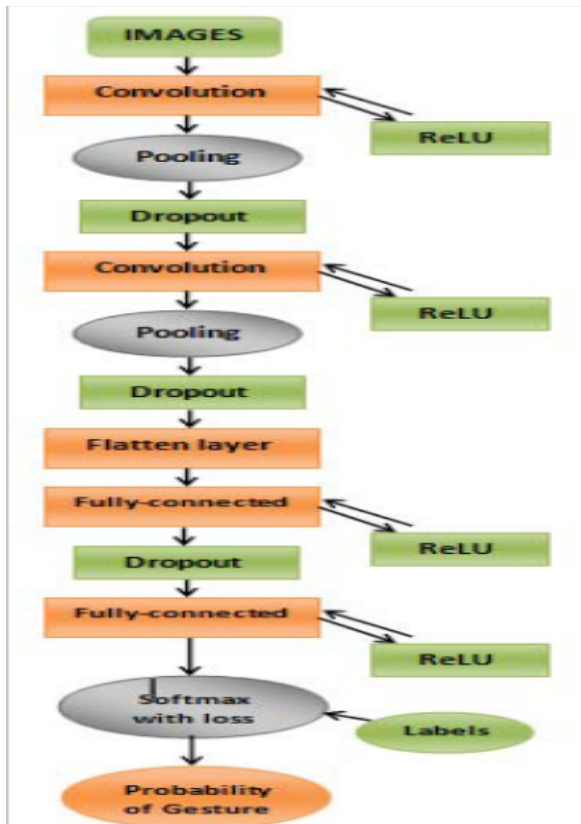 IMAGES
Convolution
ReLU
Pooling
Dropout
Convolution
ReLU
Pooling
Dropout
Flatten layer
Fully-connected
ReLU
Dropout
Fully-connected
ReLU
Softmax
with loss
Labels
Probability
of Gesture